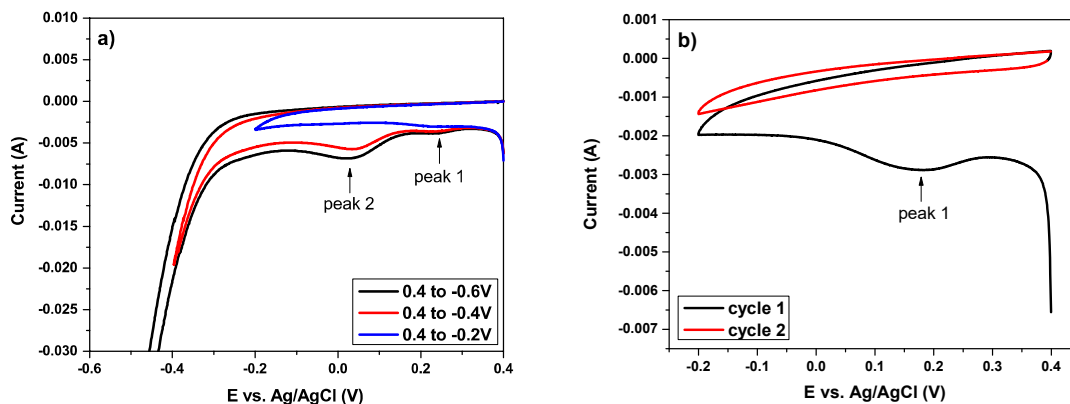 a)
0.010
0.005
0.000
-0.005
-0.010
-0.015
-0.020
-0.025
-0.030
Current (A)
peak 1
peak 2
0.4 to -0.6V
0.4 to -0.4V
0.4 to -0.2V
-0.6 -0.4 -0.2 0.0 0.2 0.4
E vs. Ag/AgCl (V)
b)
0.001
0.000
-0.001
-0.002
-0.003
-0.004
-0.005
-0.006
-0.007
Current (A)
peak 1
cycle 1
cycle 2
-0.2 -0.1 0.0 0.1 0.2 0.3 0.4
E vs. Ag/AgCl (V)